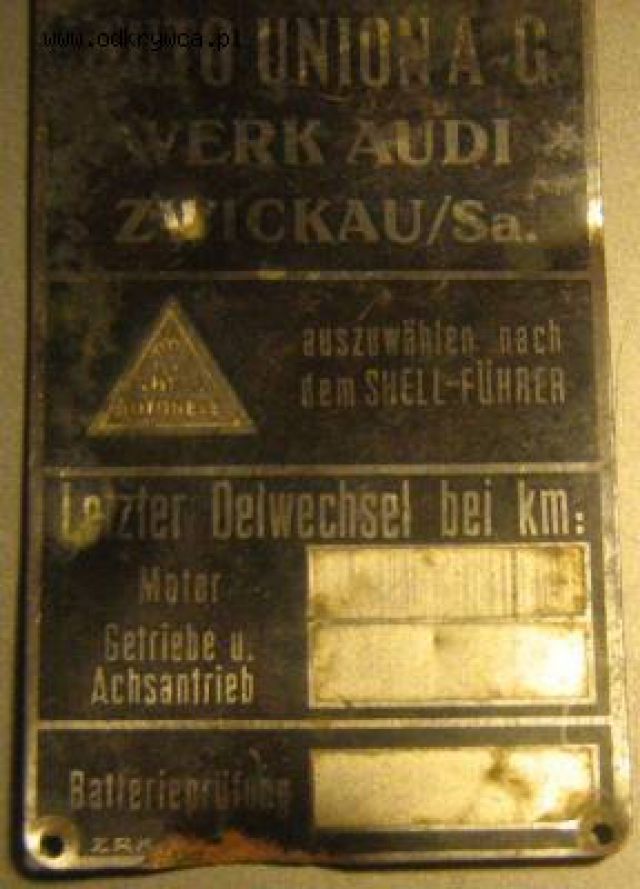 www.odkrywca.pl
AUTO UNION A-G
WERK AUDI *
ZWICKAU/Sa.
auszuwählen nach
dem SHELL-FÜHRER
Letzter Oelwechsel bei km:
Motor
Getriebe u.
Achsantrieb
Batterieprüfung